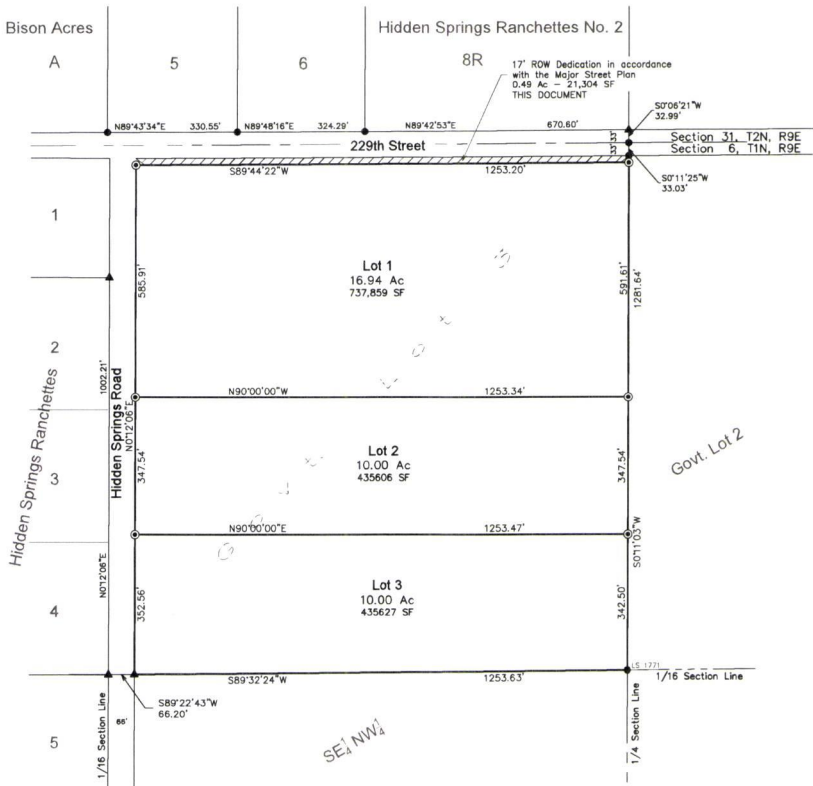 Bison Acres
Hidden Springs Ranchettes No. 2
A
5
6
8R
17' ROW Dedication in accordance
with the Major Street Plan
0.49 Ac – 21,304 SF
THIS DOCUMENT
S0°06'21"W
32.99'
N89°43'34"E 330.55'
N89°48'16"E 324.29'
N89°42'53"E 670.60'
33'
Section 31, T2N, R9E
229th Street
33'
Section 6, T1N, R9E
S89°44'22"W 1253.20'
S0°11'25"W
33.03'
1
Lot 1
16.94 Ac
737,859 SF
585.91'
591.61'
1281.64'
2
1002.21'
Hidden Springs Road
N0°12'06"E
N90°00'00"W 1253.34'
Hidden Springs Ranchettes
Govt. Lot 3
Govt. Lot 2
3
Lot 2
10.00 Ac
435606 SF
347.54'
347.54'
N90°00'00"E 1253.47'
S0°11'03"W
N0°12'06"E
4
Lot 3
10.00 Ac
435627 SF
352.56'
342.50'
LS 1771
1/16 Section Line
S89°32'24"W 1253.63'
S89°22'43"W
66.20'
66'
5
1/16 Section Line
SE¼ NW¼
1/4 Section Line